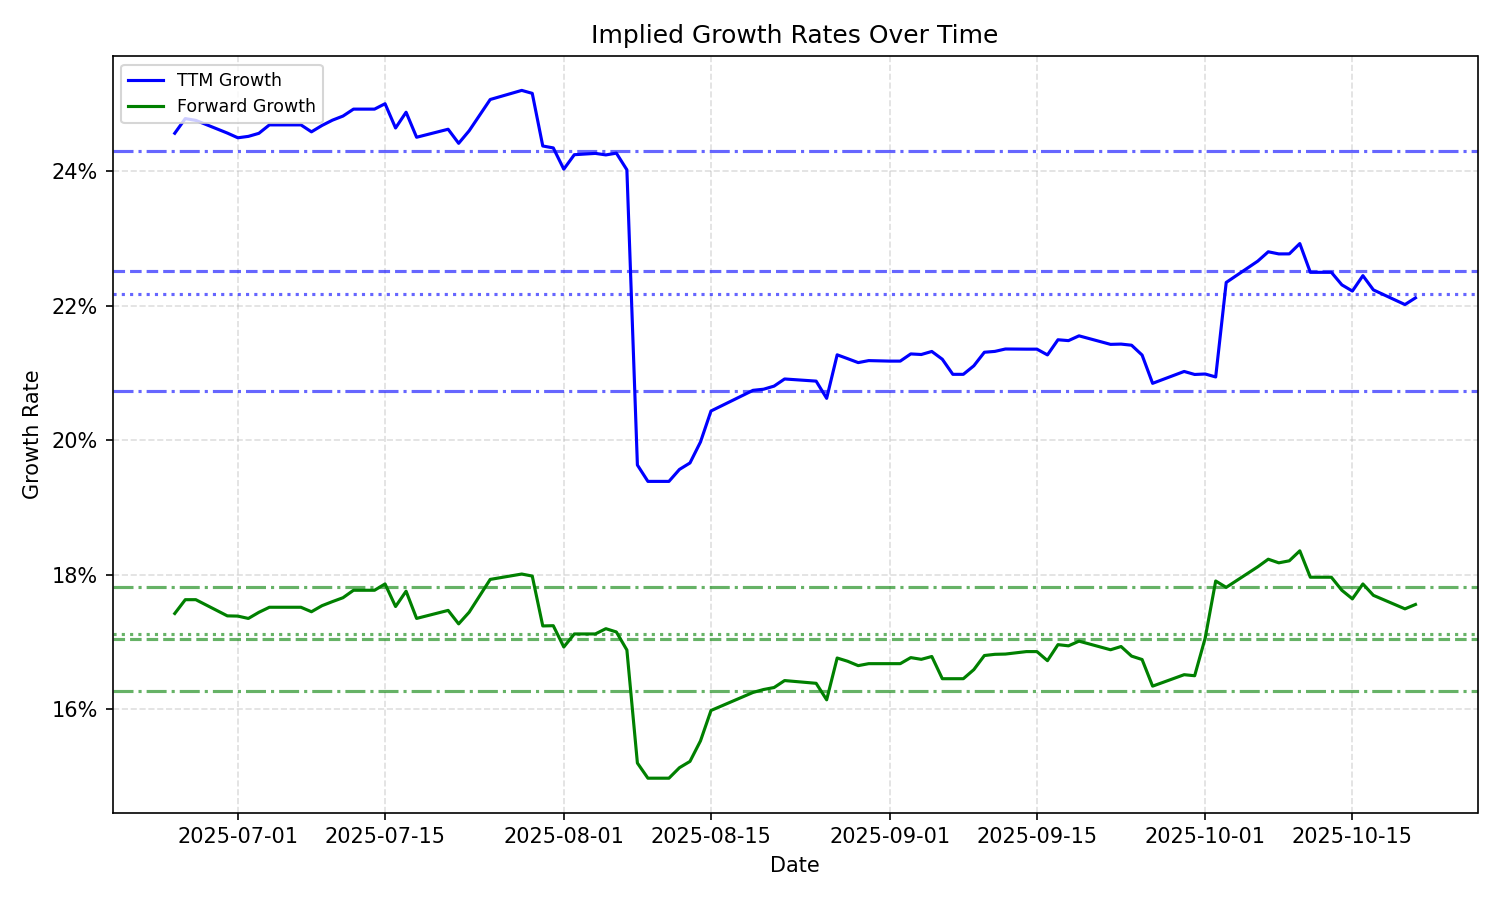 Implied Growth Rates Over Time
TTM Growth
Forward Growth
24%
22%
20%
18%
16%
Growth Rate
2025-07-01
2025-07-15
2025-08-01
2025-08-15
2025-09-01
2025-09-15
2025-10-01
2025-10-15
Date